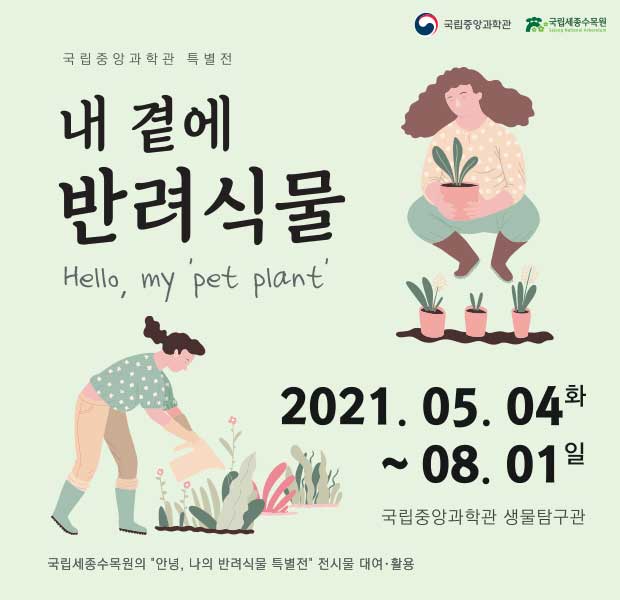 국립중앙과학관
국립세종수목원
Sejong National Arboretum
국립중앙과학관 특별전
내 곁에
반려식물
Hello, my 'pet plant'
2021. 05. 04화
~ 08. 01일
국립중앙과학관 생물탐구관
국립세종수목원의 "안녕, 나의 반려식물 특별전" 전시물 대여·활용